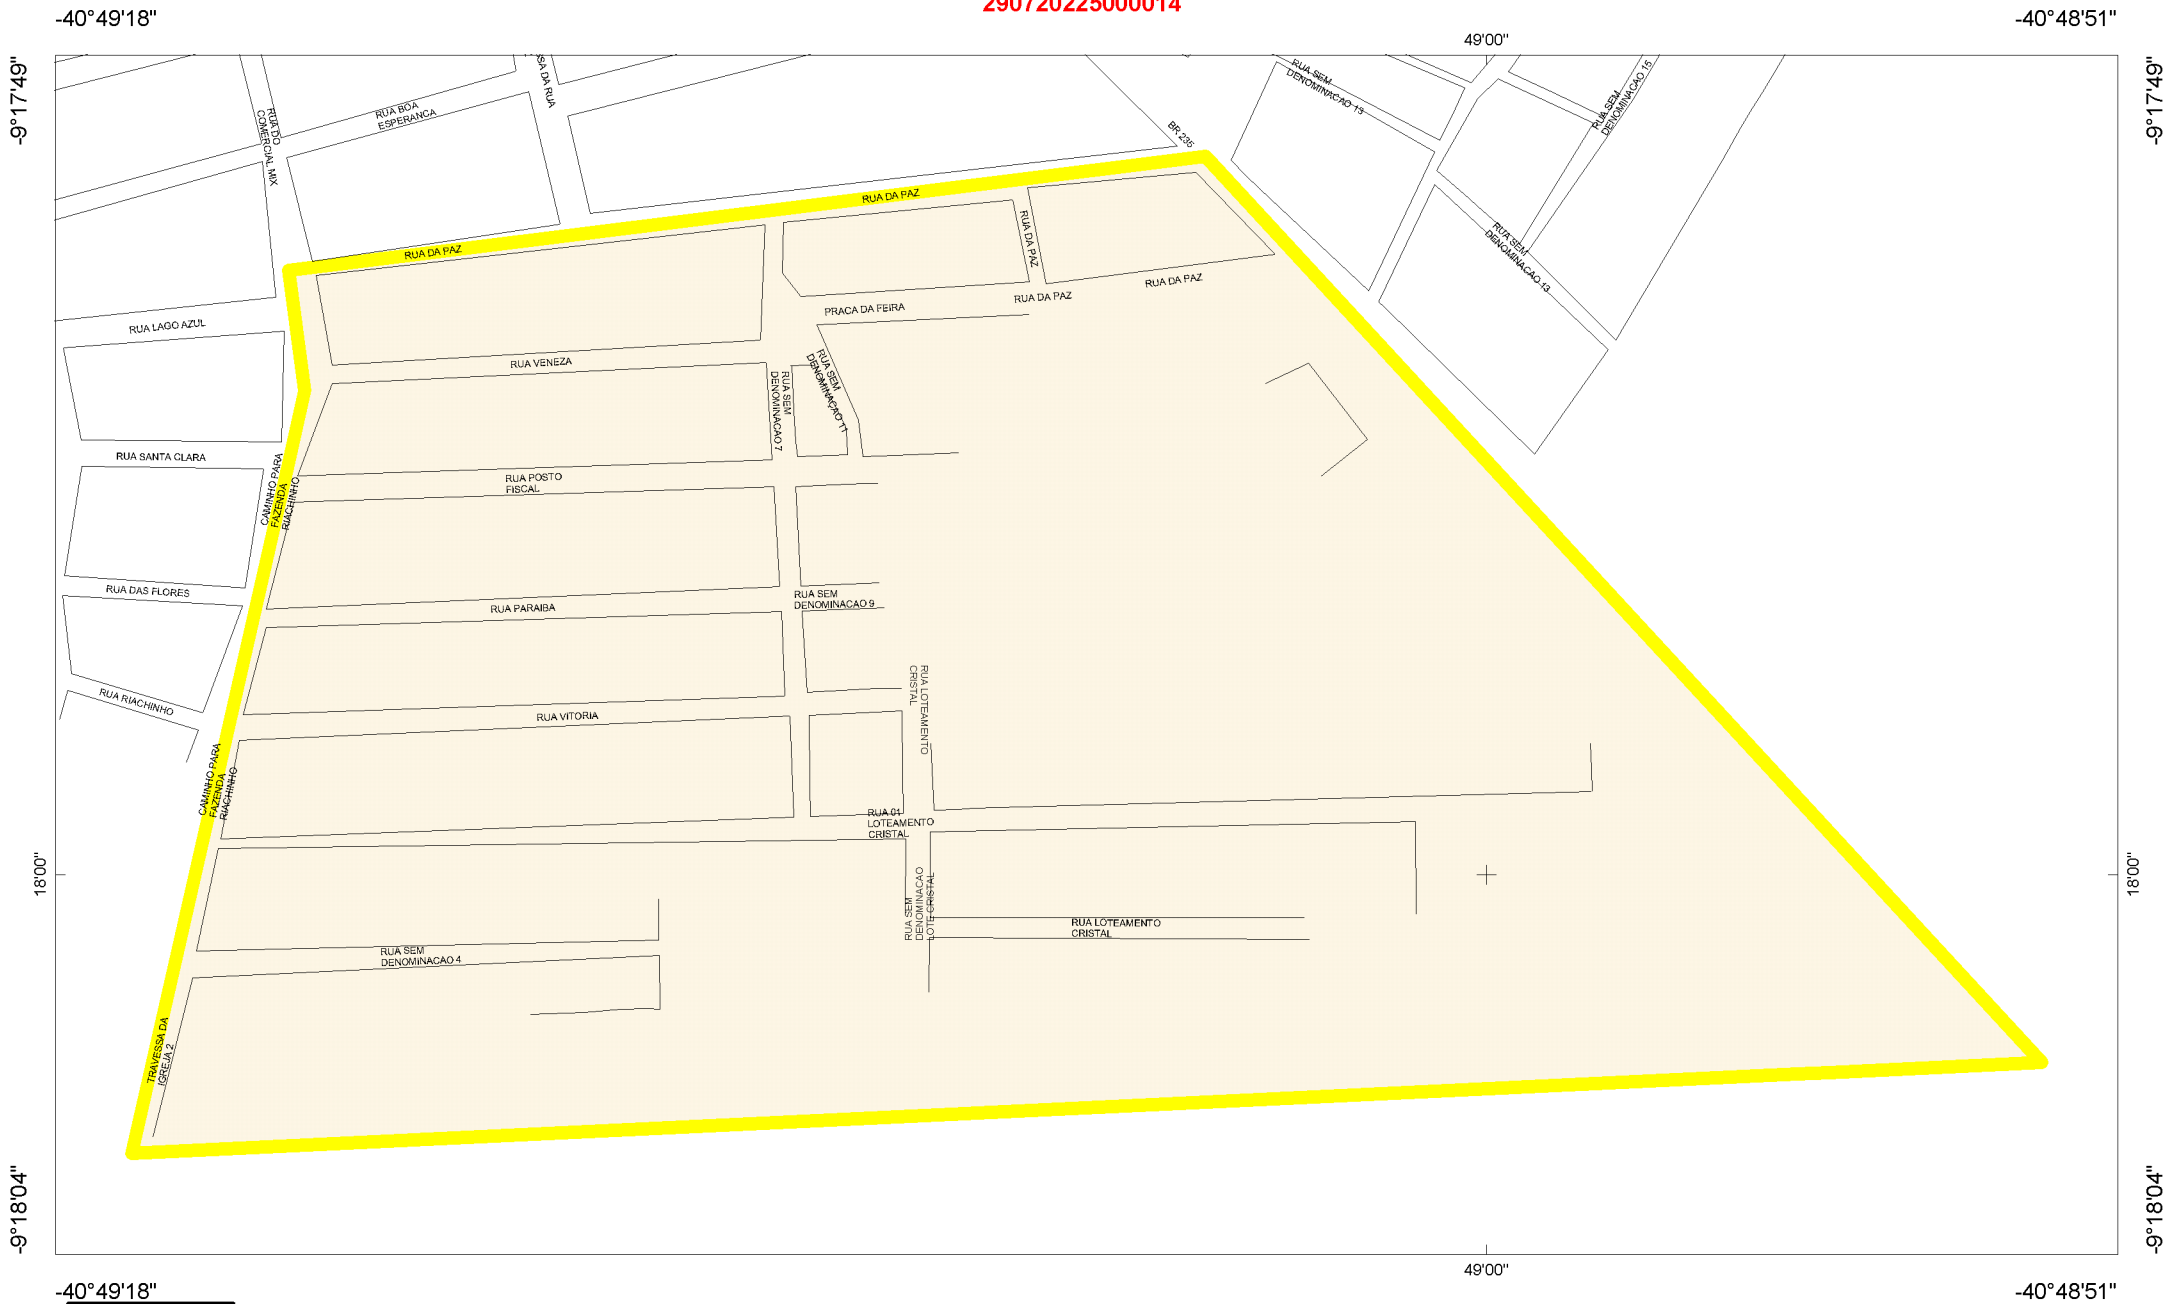 290720225000014
-40°49'18"
-40°48'51"
49'00"
-9°17'49"
-9°17'49"
RUA BOA
ESPERANCA
SSA DA RUA
RUA DO
COMERCIAL MIX
BR 235
RUA SEM
DENOMINACAO 13
RUA SEM
DENOMINACAO 15
RUA DA PAZ
RUA DA PAZ
RUA DA PAZ
RUA DA PAZ
RUA DA PAZ
RUA SEM
DENOMINACAO 13
PRACA DA FEIRA
RUA LAGO AZUL
RUA VENEZA
RUA SEM
DENOMINACAO 7
RUA SEM
DENOMINAÇAO 11
RUA SANTA CLARA
CAMINHO PARA
FAZENDA
RIACHINHO
RUA POSTO
FISCAL
RUA DAS FLORES
RUA PARAIBA
RUA SEM
DENOMINACAO 9
RUA RIACHINHO
RUA VITORIA
RUA LOTEAMENTO
CRISTAL
CAMINHO PARA
FAZENDA
RIACHINHO
RUA 01
LOTEAMENTO
CRISTAL
18'00"
18'00"
RUA SEM
DENOMINACAO
LOTE CRISTAL
RUA LOTEAMENTO
CRISTAL
RUA SEM
DENOMINACAO 4
TRAVESSA DA
IGREJA 2
-9°18'04"
-9°18'04"
49'00"
-40°49'18"
-40°48'51"